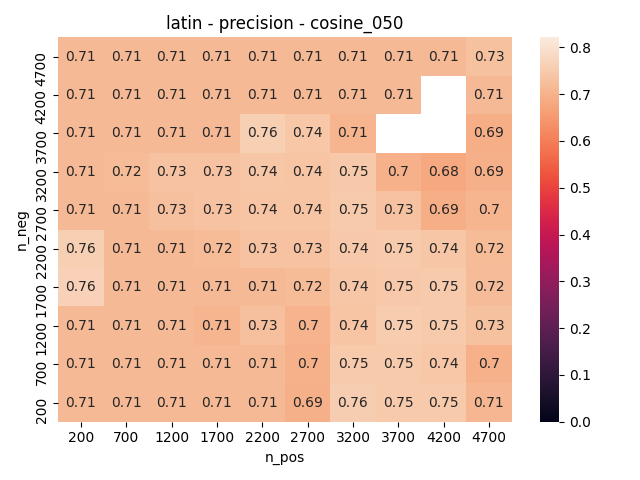 latin - precision - cosine_050
n_neg
4700 0.71 0.71 0.71 0.71 0.71 0.71 0.71 0.71 0.71 0.73
4200 0.71 0.71 0.71 0.71 0.71 0.71 0.71 0.71 0.71
3700 0.71 0.71 0.71 0.71 0.76 0.74 0.71 0.69
3200 0.71 0.72 0.73 0.73 0.74 0.74 0.75 0.7 0.68 0.69
2700 0.71 0.71 0.73 0.73 0.74 0.74 0.75 0.73 0.69 0.7
2200 0.76 0.71 0.71 0.72 0.73 0.73 0.74 0.75 0.74 0.72
1700 0.76 0.71 0.71 0.71 0.71 0.72 0.74 0.75 0.75 0.72
1200 0.71 0.71 0.71 0.71 0.73 0.7 0.74 0.75 0.75 0.73
700 0.71 0.71 0.71 0.71 0.71 0.7 0.75 0.75 0.74 0.7
200 0.71 0.71 0.71 0.71 0.71 0.69 0.76 0.75 0.75 0.71
200 700 1200 1700 2200 2700 3200 3700 4200 4700
n_pos
0.8
0.7
0.6
0.5
0.4
0.3
0.2
0.1
0.0